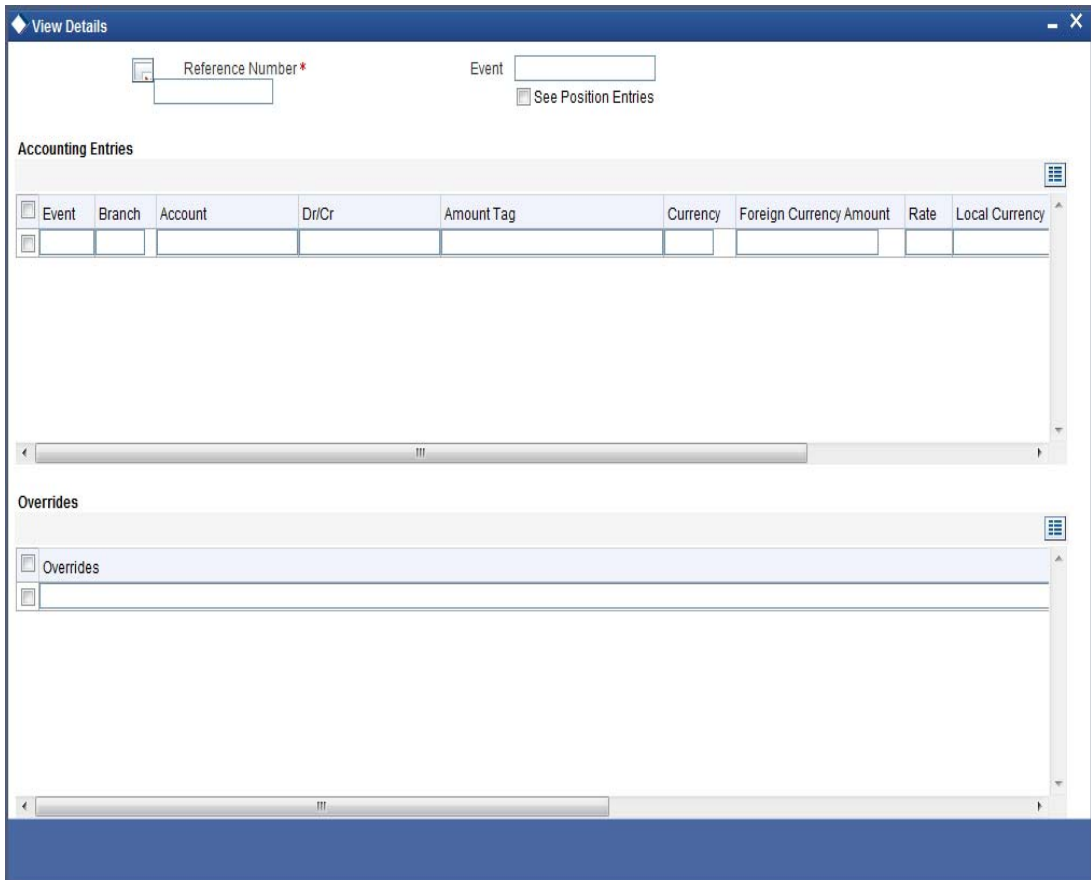 View Details
Reference Number * Event
See Position Entries
Accounting Entries
Event Branch Account Dr/Cr Amount Tag Currency Foreign Currency Amount Rate Local Currency
Overrides
Overrides